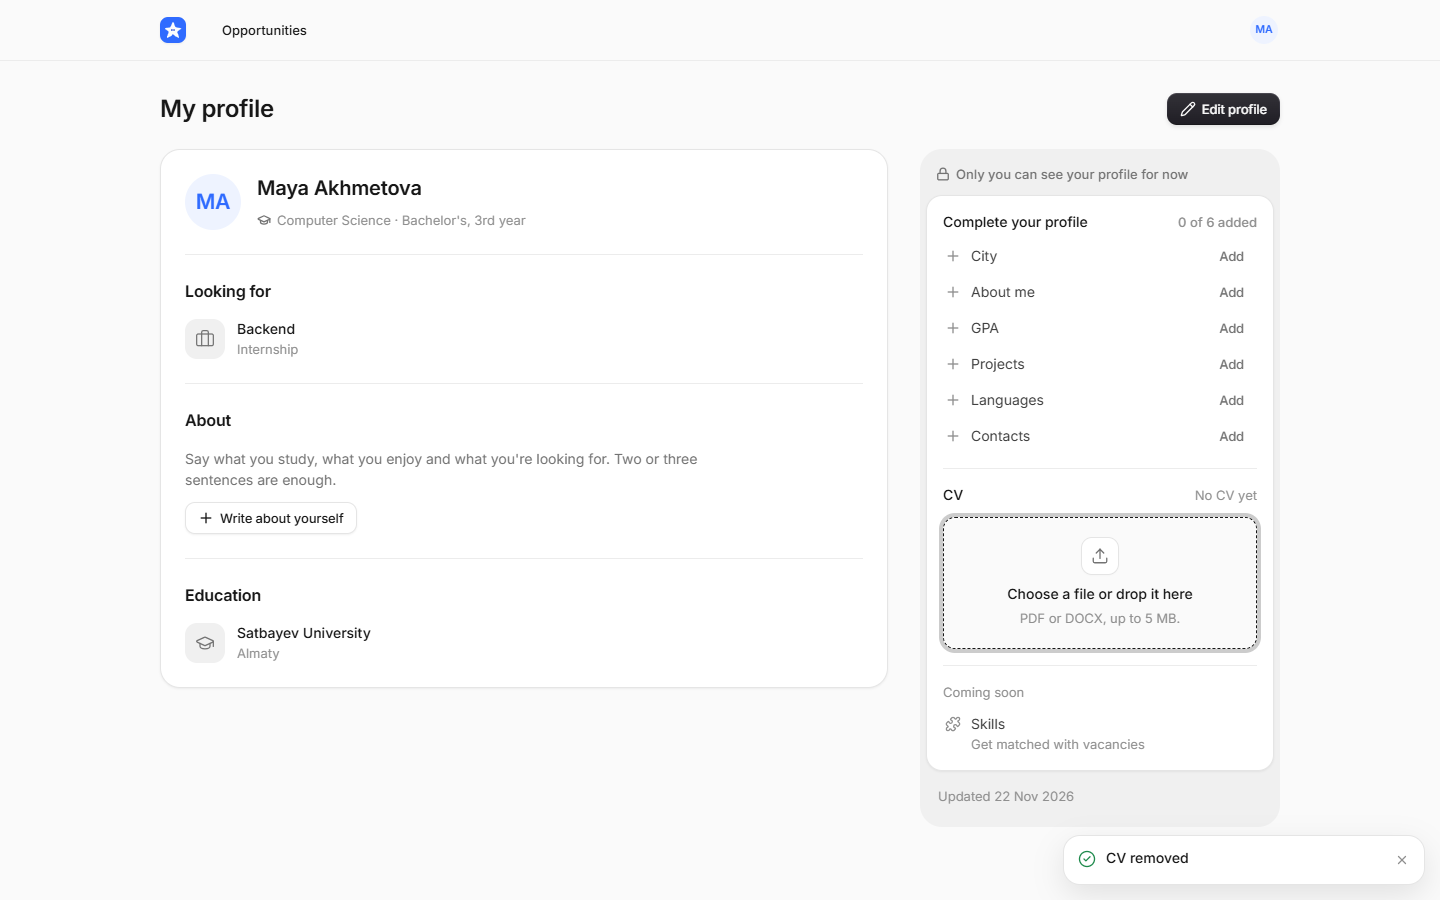 Opportunities
MA
My profile
Edit profile
MA
Maya Akhmetova
Computer Science · Bachelor's, 3rd year
Looking for
Backend
Internship
About
Say what you study, what you enjoy and what you're looking for. Two or three
sentences are enough.
Write about yourself
Education
Satbayev University
Almaty
Only you can see your profile for now
Complete your profile 0 of 6 added
City Add
About me Add
GPA Add
Projects Add
Languages Add
Contacts Add
CV No CV yet
Choose a file or drop it here
PDF or DOCX, up to 5 MB.
Coming soon
Skills
Get matched with vacancies
Updated 22 Nov 2026
CV removed